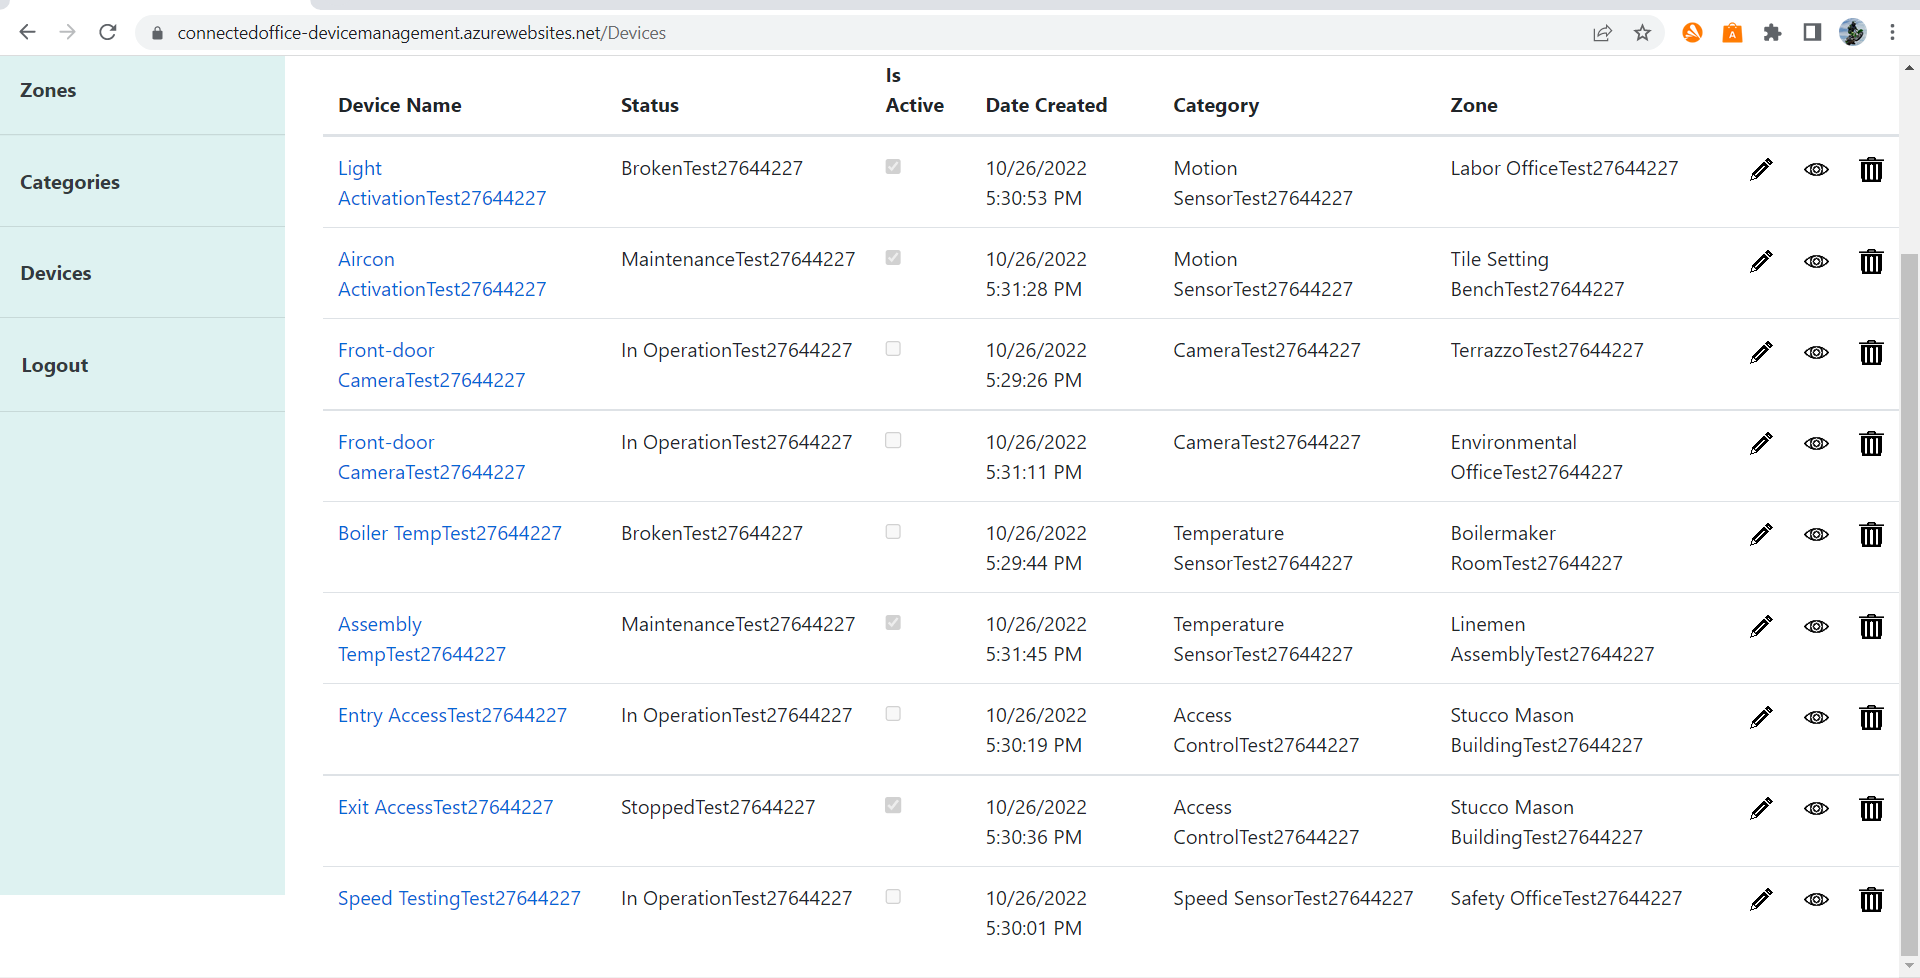 connectedoffice-devicemanagement.azurewebsites.net/Devices
Zones
Categories
Devices
Logout
Device Name Status Is Active Date Created Category Zone
Light BrokenTest27644227 10/26/2022 Motion Labor OfficeTest27644227
ActivationTest27644227 5:30:53 PM SensorTest27644227
Aircon MaintenanceTest27644227 10/26/2022 Motion Tile Setting
ActivationTest27644227 5:31:28 PM SensorTest27644227 BenchTest27644227
Front-door In OperationTest27644227 10/26/2022 CameraTest27644227 TerrazzoTest27644227
CameraTest27644227 5:29:26 PM
Front-door In OperationTest27644227 10/26/2022 CameraTest27644227 Environmental
CameraTest27644227 5:31:11 PM OfficeTest27644227
Boiler TempTest27644227 BrokenTest27644227 10/26/2022 Temperature Boilermaker
5:29:44 PM SensorTest27644227 RoomTest27644227
Assembly MaintenanceTest27644227 10/26/2022 Temperature Linemen
TempTest27644227 5:31:45 PM SensorTest27644227 AssemblyTest27644227
Entry AccessTest27644227 In OperationTest27644227 10/26/2022 Access Stucco Mason
5:30:19 PM ControlTest27644227 BuildingTest27644227
Exit AccessTest27644227 StoppedTest27644227 10/26/2022 Access Stucco Mason
5:30:36 PM ControlTest27644227 BuildingTest27644227
Speed TestingTest27644227 In OperationTest27644227 10/26/2022 Speed SensorTest27644227 Safety OfficeTest27644227
5:30:01 PM